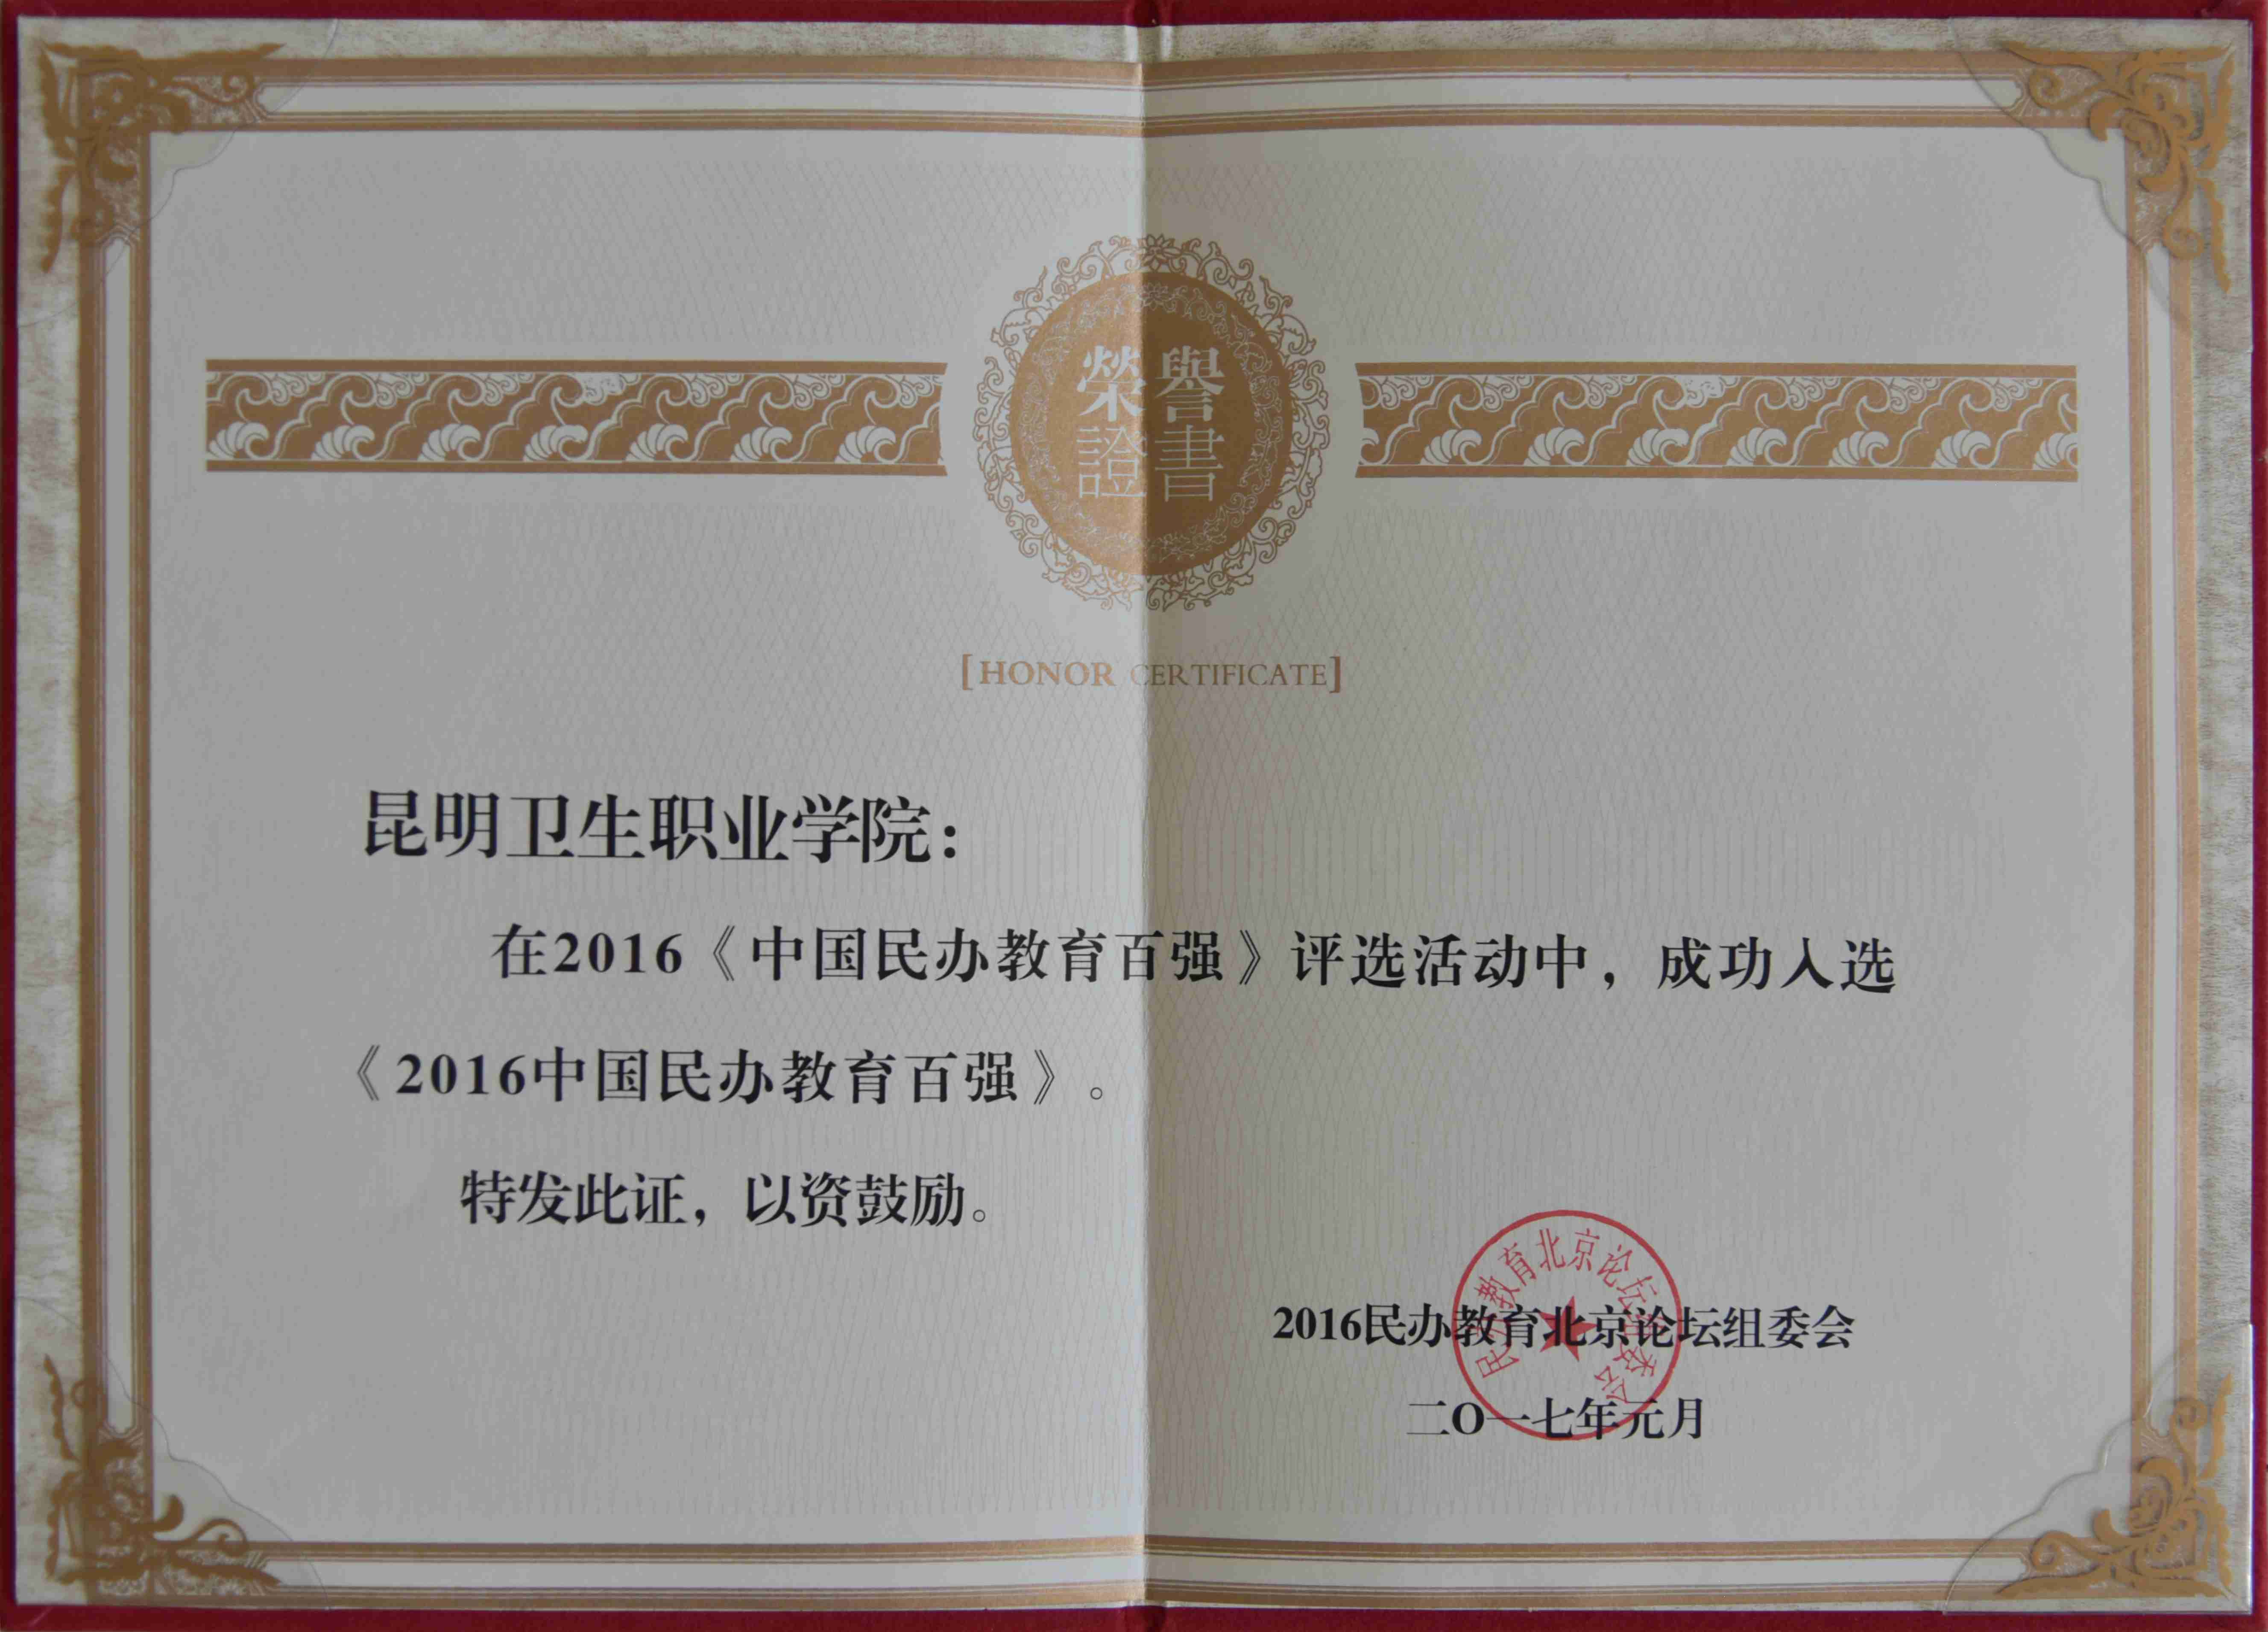 榮譽
證書
[HONOR CERTIFICATE]
昆明卫生职业学院：
在2016《中国民办教育百强》评选活动中，成功入选
《2016中国民办教育百强》。
特发此证，以资鼓励。
民办教育北京论坛组委会
2016民办教育北京论坛组委会
二〇一七年元月